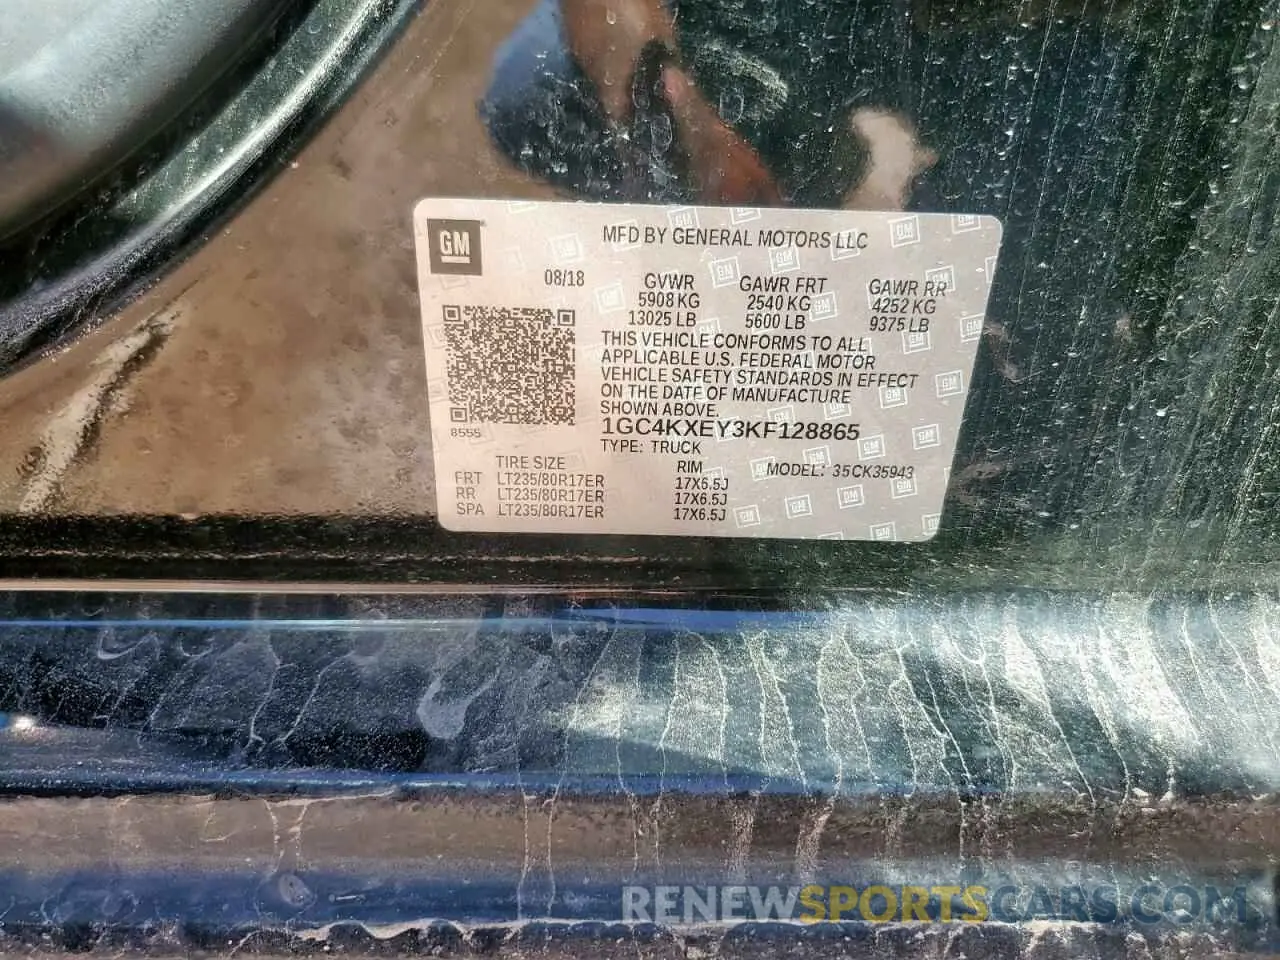 GM
MFD BY GENERAL MOTORS LLC
08/18 GVWR GAWR FRT GAWR RR
5908 KG 2540 KG 4252 KG
13025 LB 5600 LB 9375 LB
THIS VEHICLE CONFORMS TO ALL
APPLICABLE U.S. FEDERAL MOTOR
VEHICLE SAFETY STANDARDS IN EFFECT
ON THE DATE OF MANUFACTURE
SHOWN ABOVE.
8555
1GC4KXEY3KF128865
TYPE: TRUCK
TIRE SIZE RIM MODEL: 35CK35943
FRT LT235/80R17ER 17X6.5J
RR LT235/80R17ER 17X6.5J
SPA LT235/80R17ER 17X6.5J
RENEWSPORTSCARS.COM